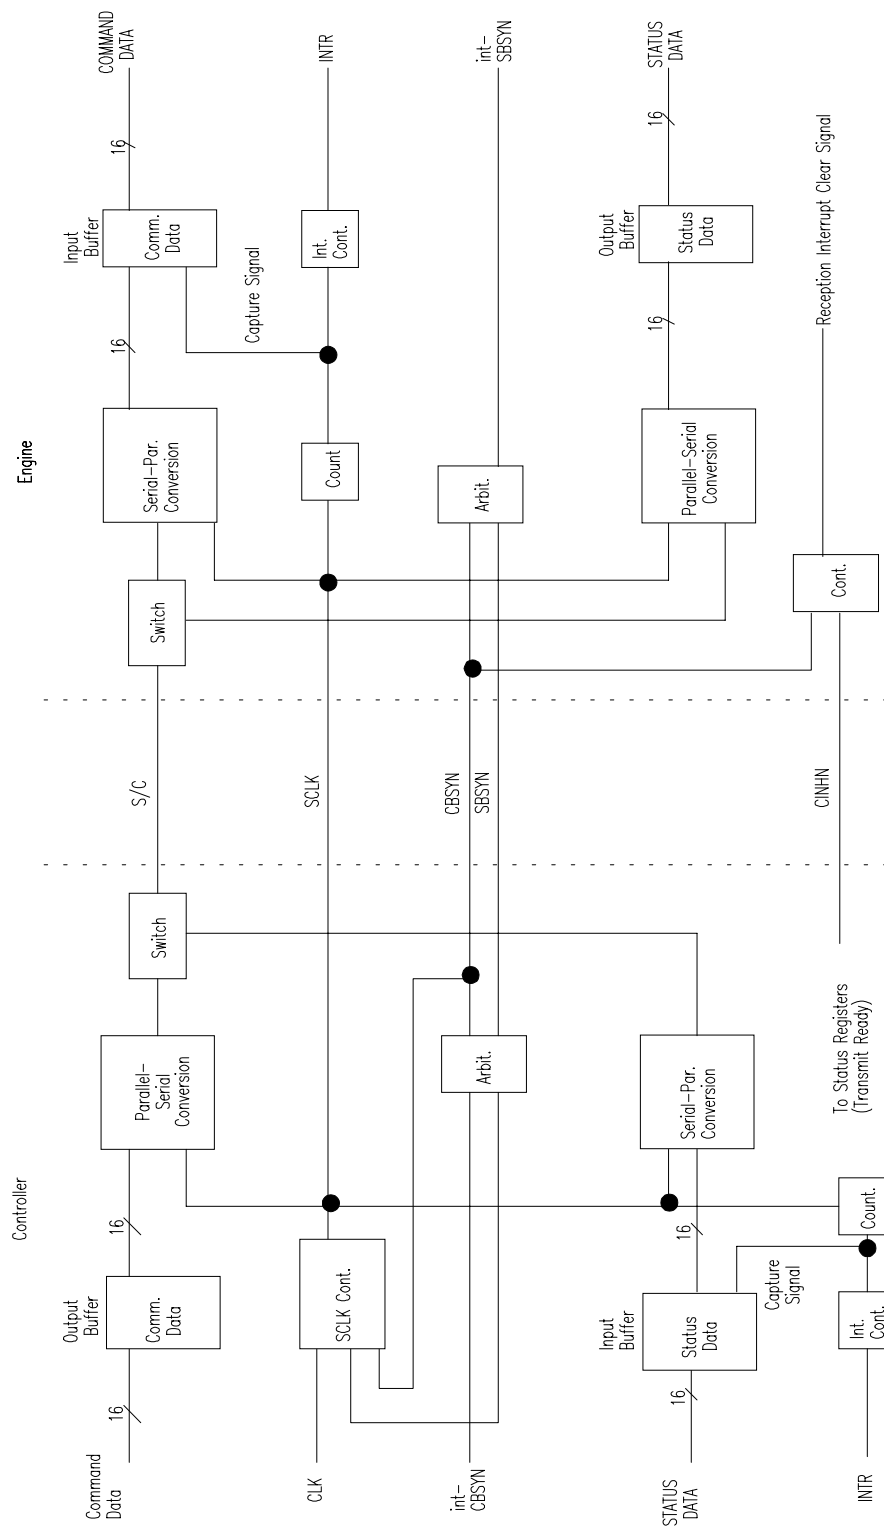 Controller
Engine
Command
Data
16
Output
Buffer
Comm.
Data
16
Parallel-
Serial
Conversion
Switch
S/C
Switch
Serial-Par.
Conversion
16
Input
Buffer
Comm.
Data
16
COMMAND
DATA
Capture Signal
CLK
SCLK Cont.
SCLK
Count
Int.
Cont.
INTR
int-
CBSYN
Arbit.
CBSYN
SBSYN
Arbit.
int-
SBSYN
STATUS
DATA
16
Input
Buffer
Status
Data
16
Serial-Par.
Conversion
Parallel-Serial
Conversion
16
Output
Buffer
Status
Data
16
STATUS
DATA
Capture
Signal
INTR
Int.
Cont.
Count.
To Status Registers
(Transmit Ready)
CINHN
Cont.
Reception Interrupt Clear Signal